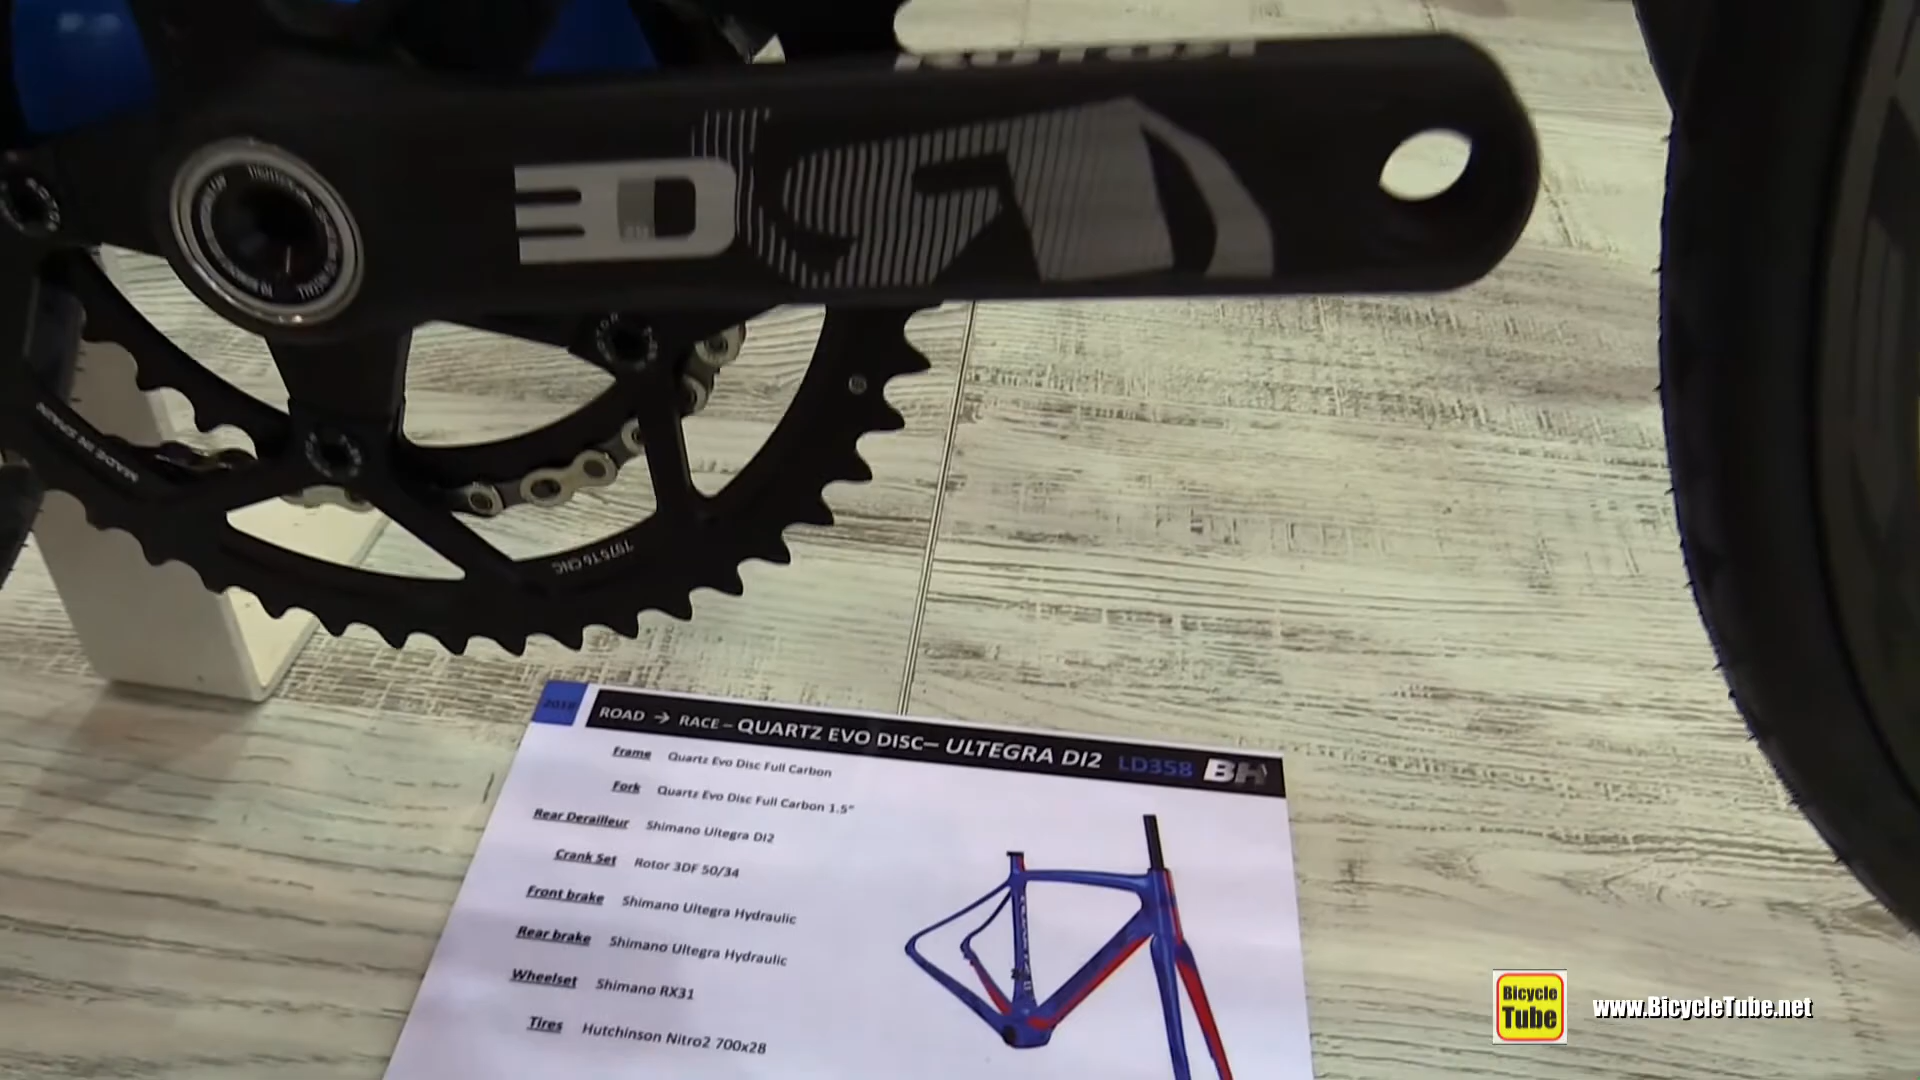 ROTOR
3D
MADE IN SPAIN
7075T6 CNC
2018
ROAD → RACE – QUARTZ EVO DISC– ULTEGRA DI2 LD358 BH
Frame Quartz Evo Disc Full Carbon
Fork Quartz Evo Disc Full Carbon 1.5"
Rear Derailleur Shimano Ultegra DI2
Crank Set Rotor 3DF 50/34
Front brake Shimano Ultegra Hydraulic
Rear brake Shimano Ultegra Hydraulic
Wheelset Shimano RX31
Tires Hutchinson Nitro2 700x28
Bicycle
Tube
www.BicycleTube.net